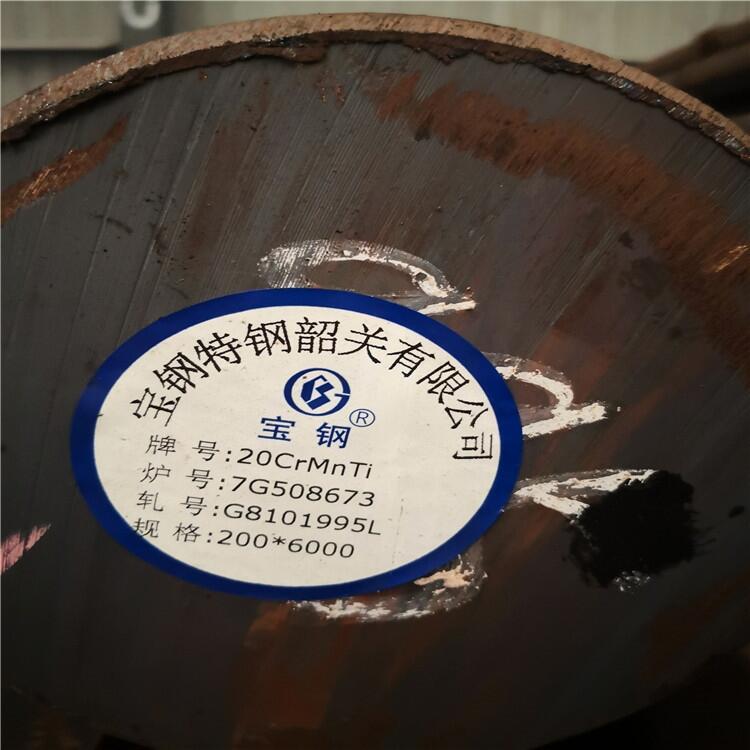 宝钢特钢韶关有限公司
宝钢®
牌 号:20CrMnTi
炉 号:7G508673
轧 号:G8101995L
规 格:200*6000